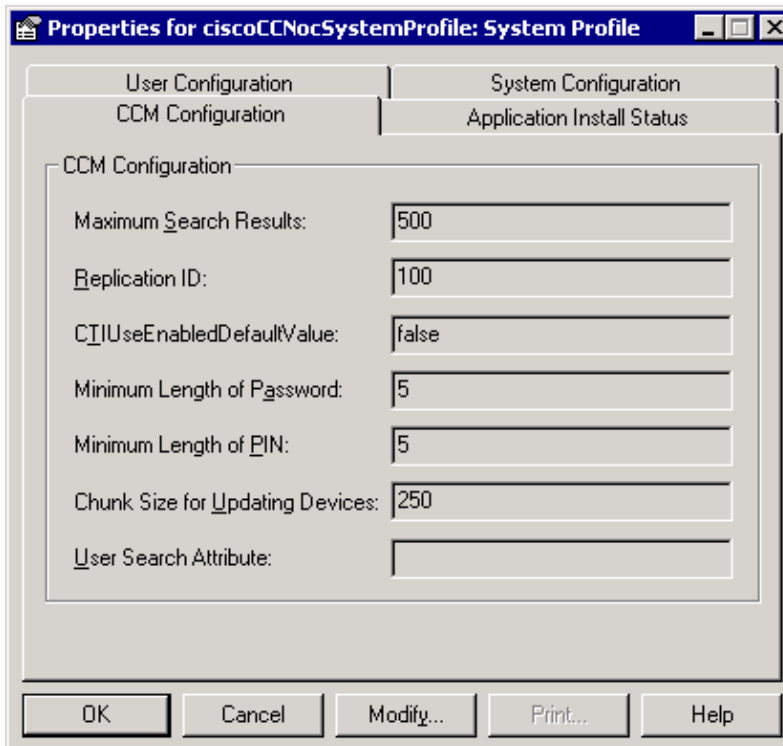 Properties for ciscoCCNocSystemProfile: System Profile
User Configuration System Configuration
CCM Configuration Application Install Status
CCM Configuration
Maximum Search Results: 500
Replication ID: 100
CTIUseEnabledDefaultValue: false
Minimum Length of Password: 5
Minimum Length of PIN: 5
Chunk Size for Updating Devices: 250
User Search Attribute:
OK Cancel Modify... Print... Help